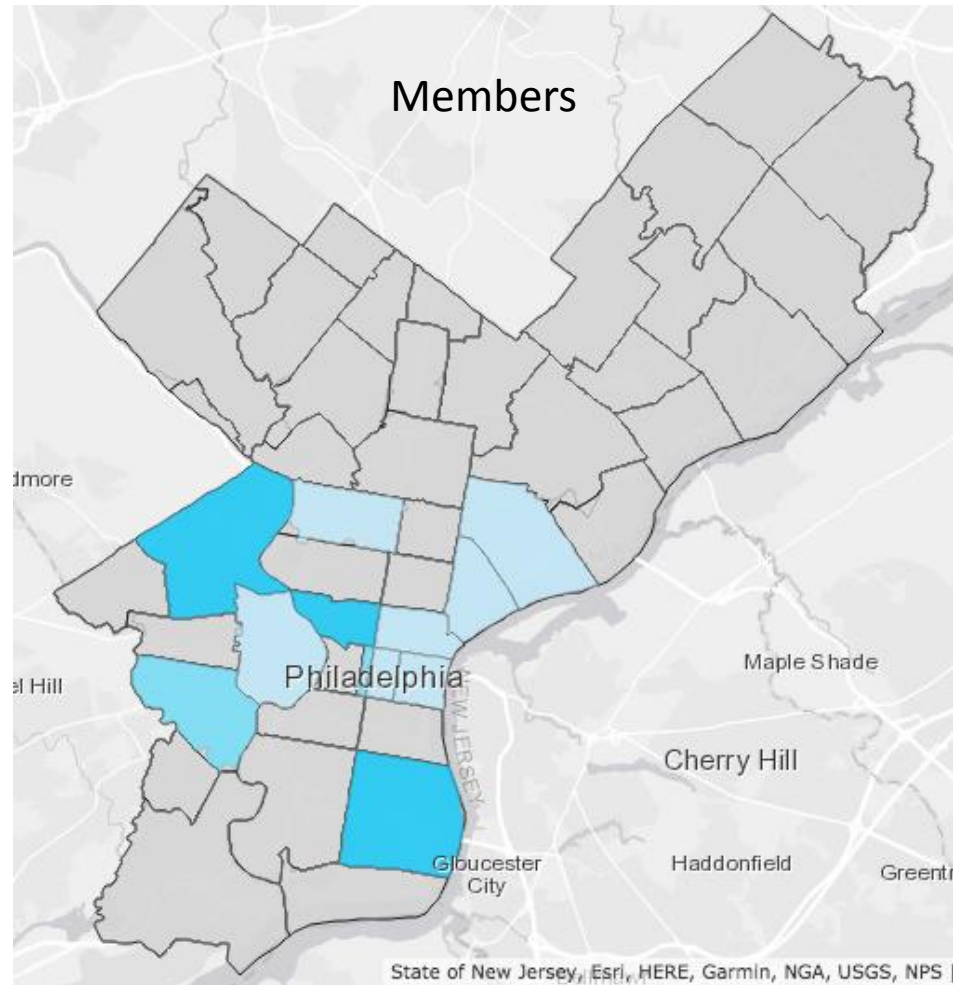 Members
dmore
Maple Shade
Philadelphia
el Hill
NEW JERSEY
Cherry Hill
Gloucester
City
Haddonfield
Greentr
State of New Jersey, Esri, HERE, Garmin, NGA, USGS, NPS |